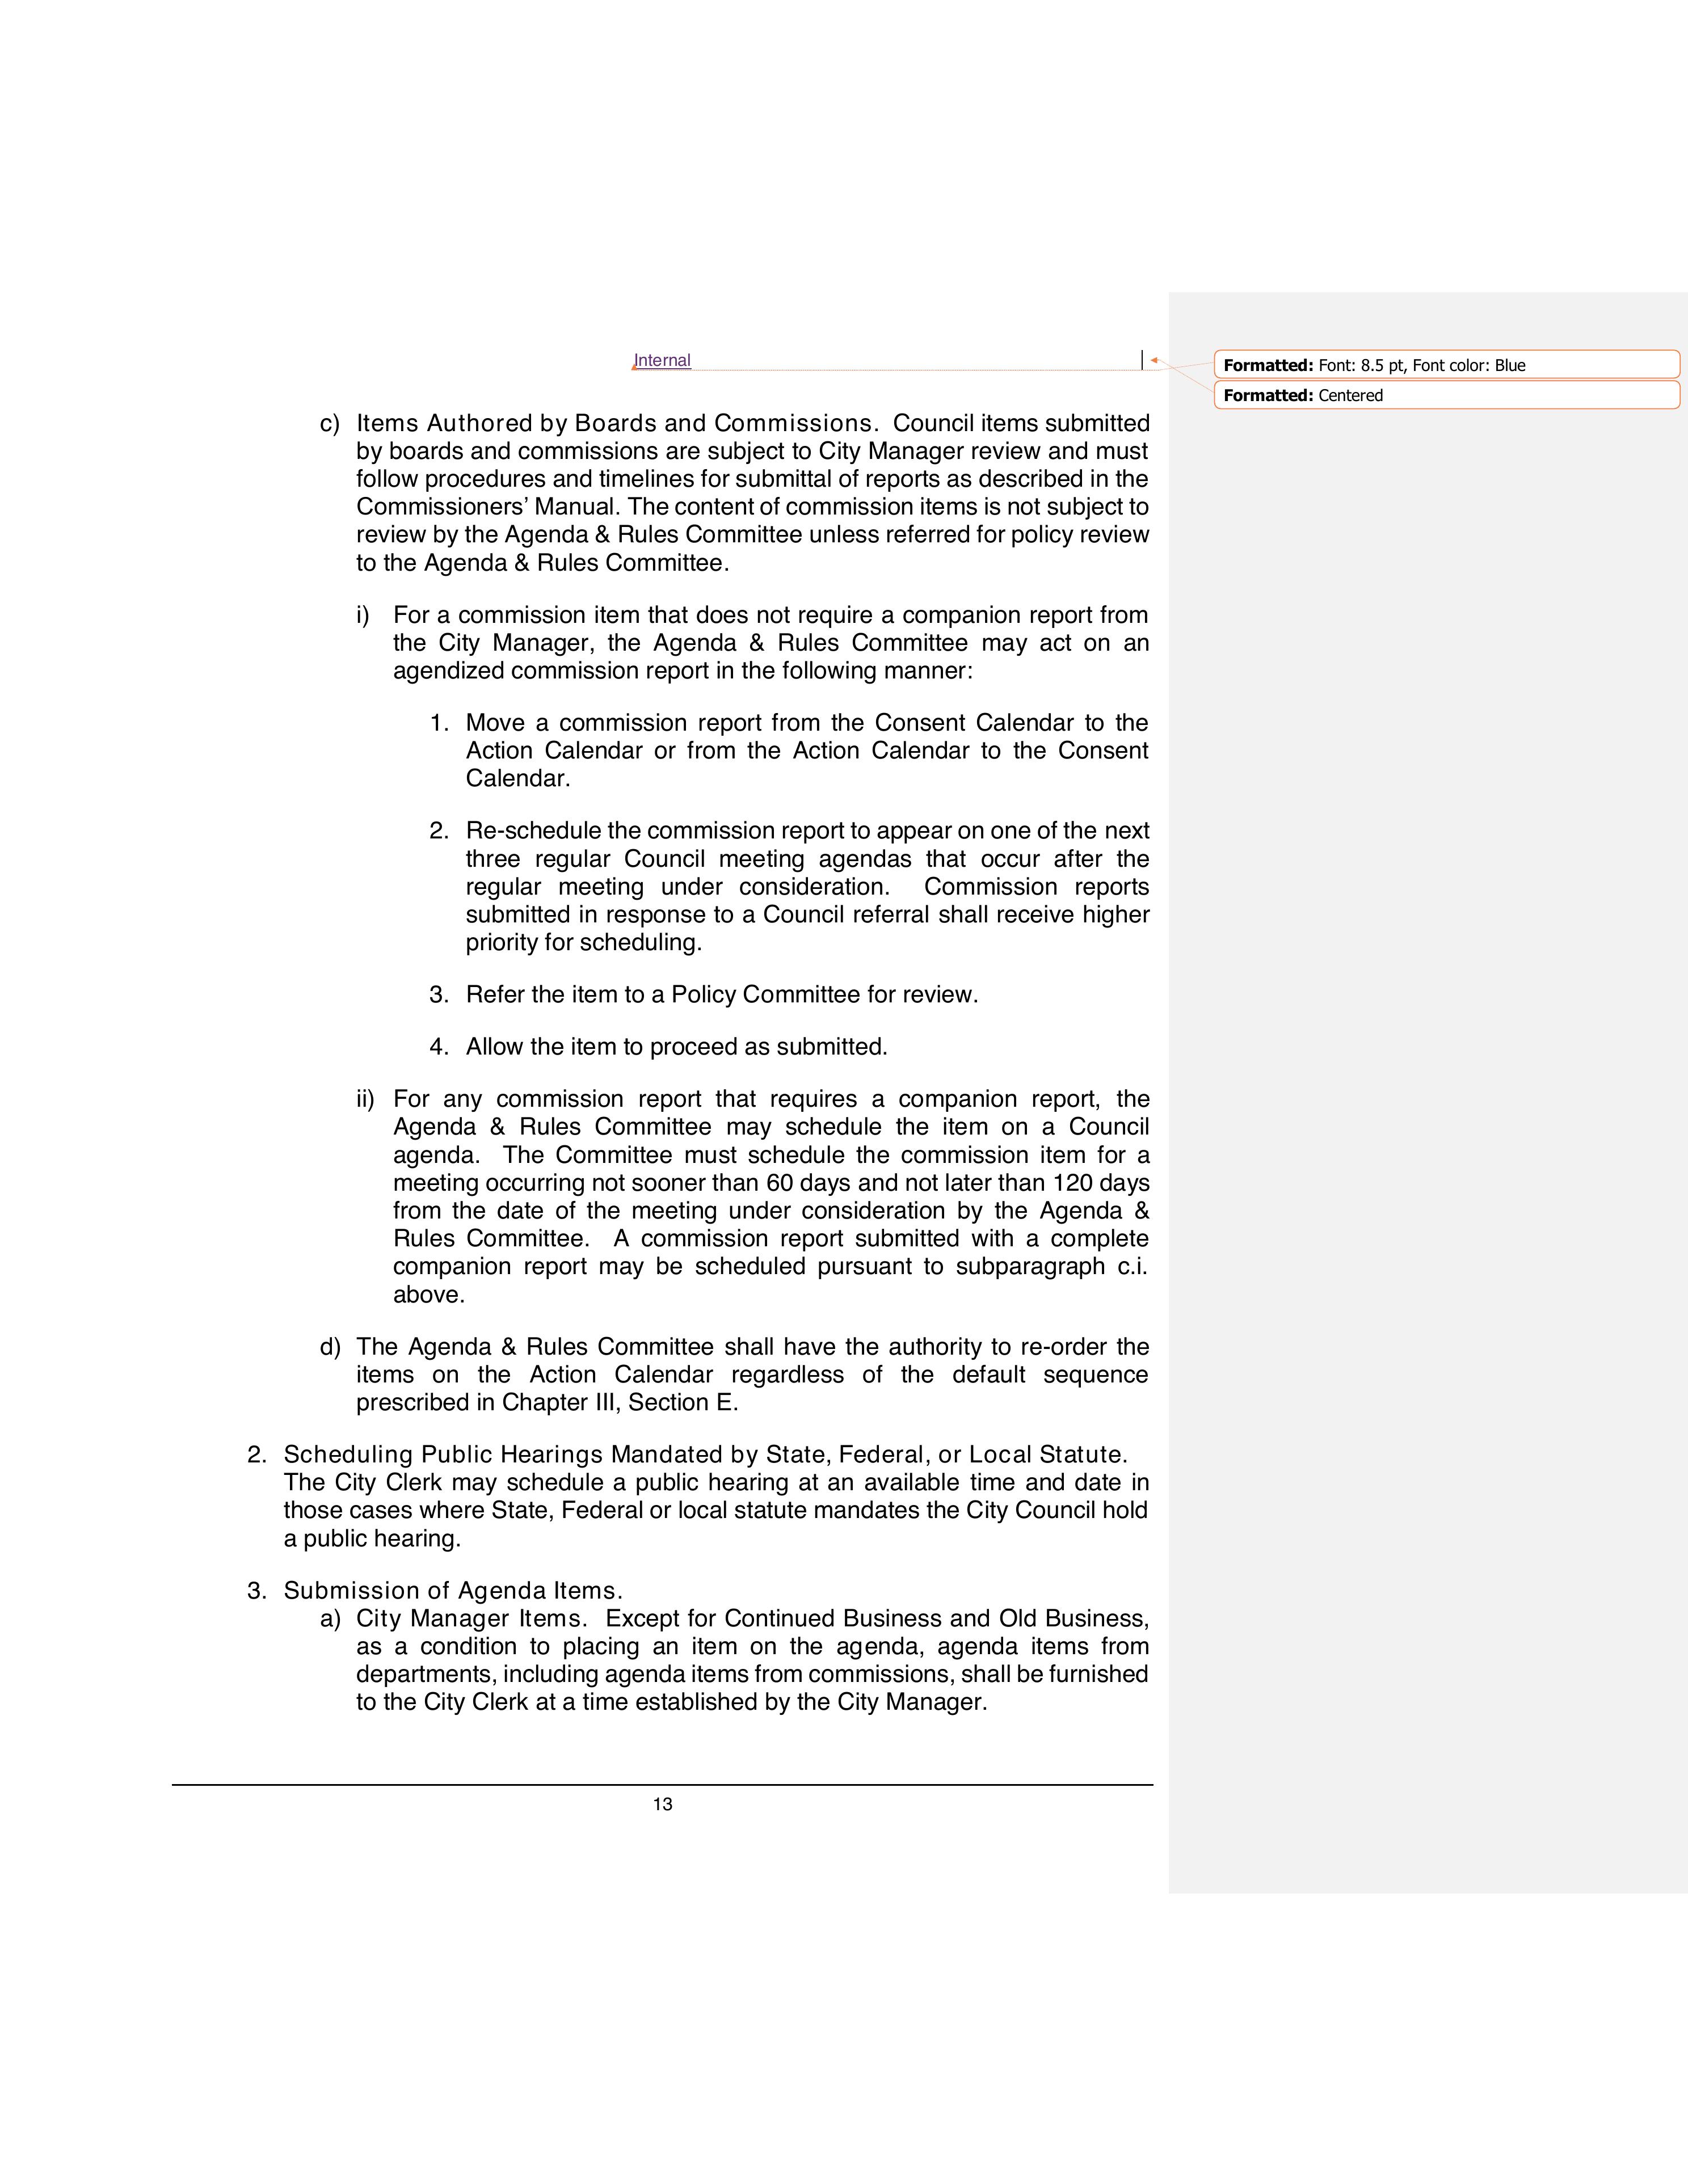 Internal
Formatted: Font: 8.5 pt, Font color: Blue
Formatted: Centered
c) Items Authored by Boards and Commissions. Council items submitted
by boards and commissions are subject to City Manager review and must
follow procedures and timelines for submittal of reports as described in the
Commissioners’ Manual. The content of commission items is not subject to
review by the Agenda & Rules Committee unless referred for policy review
to the Agenda & Rules Committee.
i) For a commission item that does not require a companion report from
the City Manager, the Agenda & Rules Committee may act on an
agendized commission report in the following manner:
1. Move a commission report from the Consent Calendar to the
Action Calendar or from the Action Calendar to the Consent
Calendar.
2. Re-schedule the commission report to appear on one of the next
three regular Council meeting agendas that occur after the
regular meeting under consideration. Commission reports
submitted in response to a Council referral shall receive higher
priority for scheduling.
3. Refer the item to a Policy Committee for review.
4. Allow the item to proceed as submitted.
ii) For any commission report that requires a companion report, the
Agenda & Rules Committee may schedule the item on a Council
agenda. The Committee must schedule the commission item for a
meeting occurring not sooner than 60 days and not later than 120 days
from the date of the meeting under consideration by the Agenda &
Rules Committee. A commission report submitted with a complete
companion report may be scheduled pursuant to subparagraph c.i.
above.
d) The Agenda & Rules Committee shall have the authority to re-order the
items on the Action Calendar regardless of the default sequence
prescribed in Chapter III, Section E.
2. Scheduling Public Hearings Mandated by State, Federal, or Local Statute.
The City Clerk may schedule a public hearing at an available time and date in
those cases where State, Federal or local statute mandates the City Council hold
a public hearing.
3. Submission of Agenda Items.
a) City Manager Items. Except for Continued Business and Old Business,
as a condition to placing an item on the agenda, agenda items from
departments, including agenda items from commissions, shall be furnished
to the City Clerk at a time established by the City Manager.
13